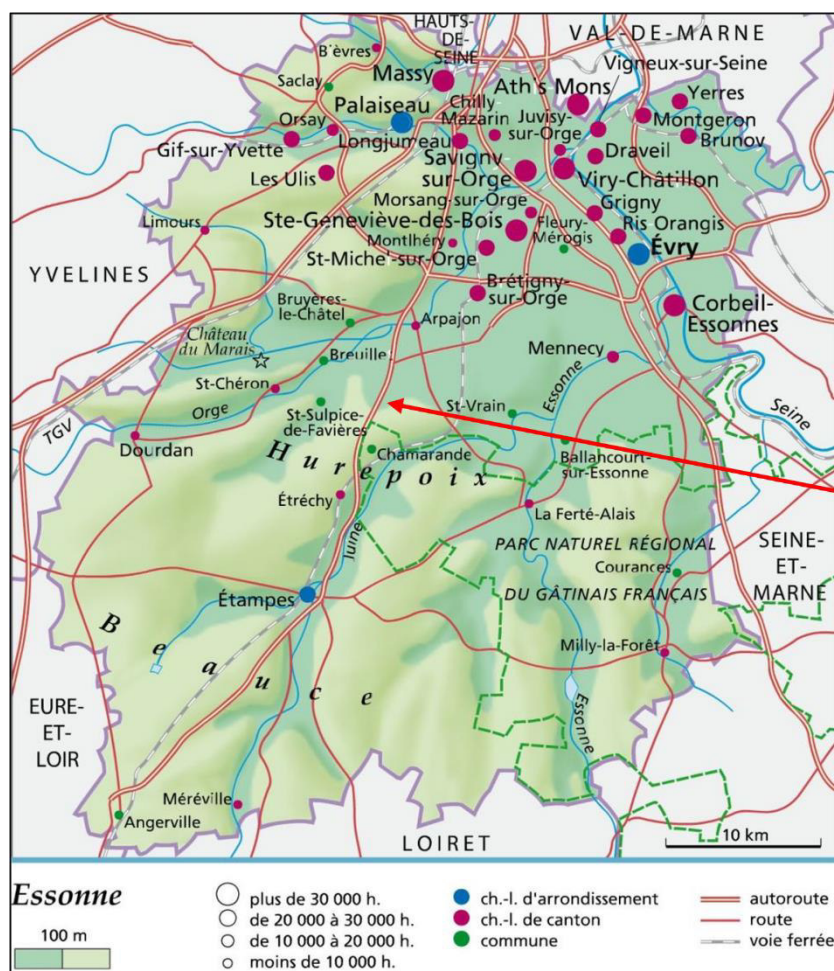 HAUTS-
DE-
SEINE
VAL-DE-MARNE
Bièvres
Vigneux-sur-Seine
Saclay
Massy
Ath's Mons
Yerres
Orsay
Palaiseau
Chilly
Mazarin
Juvisy-
sur-Orge
Montgeron
Brunoy
Gif-sur-Yvette
Longjumeau
Draveil
Les Ulis
Savigny
sur-Orge
Viry-Châtillon
Morsang-sur-Orge
Grigny
Limours
Ste-Geneviève-des-Bois
Fleury-
Mérogis
Ris Orangis
Montlhéry
St-Miche'-sur-Orge
Évry
YVELINES
Brétigny
-sur-Orge
Corbeil-
Essonnes
Bruyères-
le-Châtel
Arpajon
Château
du Marais
Breuille
Mennecy
St-Chéron
Essonne
Seine
Orge
St-Sulpice-
de-Favières
St-Vrain
TGV
Dourdan
Chamarande
Ballancourt-
sur-Essonne
Hurepoix
Étréchy
La Ferté-Alais
Juine
PARC NATUREL RÉGIONAL
SEINE-
ET-
MARNE
Courances
Étampes
DU GÂTINAIS FRANÇAIS
Beauce
Milly-la-Forêt
EURE-
ET-
LOIR
Essonne
Méréville
Angerville
LOIRET
10 km
Essonne
100 m
plus de 30 000 h.
de 20 000 à 30 000 h.
de 10 000 à 20 000 h.
moins de 10 000 h.
ch.-l. d'arrondissement
ch.-l. de canton
commune
autoroute
route
voie ferrée